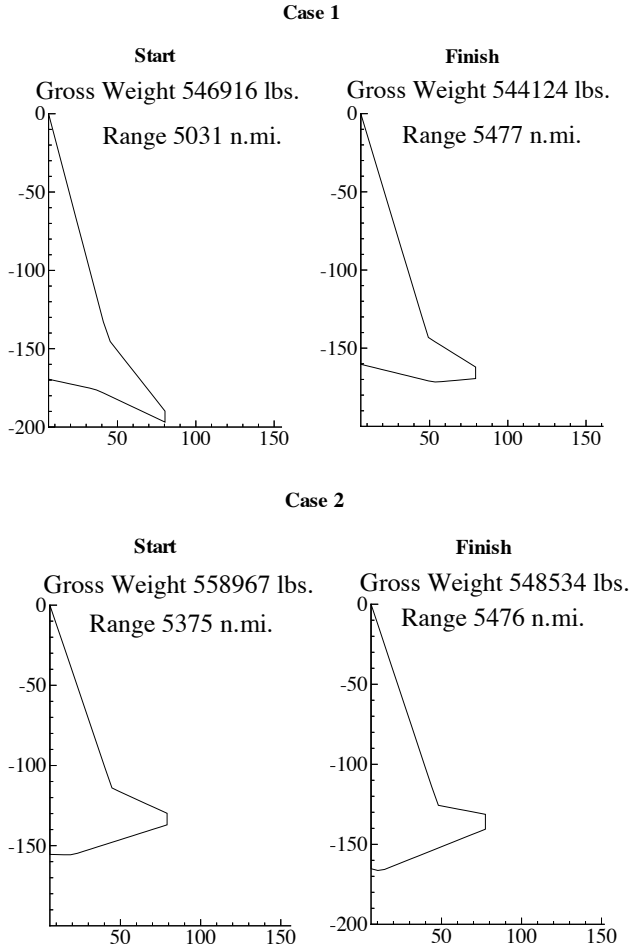 Case 1
Start
Finish
Gross Weight 546916 lbs.
Gross Weight 544124 lbs.
Range 5031 n.mi.
Range 5477 n.mi.
0
-50
-100
-150
-200
50
100
150
0
-50
-100
-150
50
100
150
Case 2
Start
Finish
Gross Weight 558967 lbs.
Gross Weight 548534 lbs.
Range 5375 n.mi.
Range 5476 n.mi.
0
-50
-100
-150
50
100
150
0
-50
-100
-150
-200
50
100
150